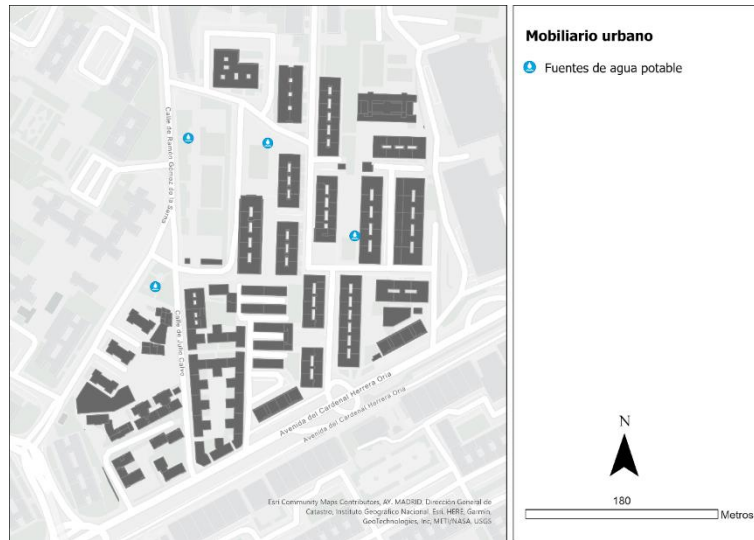 Mobiliario urbano
Fuentes de agua potable
Calle de Ramón Gómez de la Serna
Calle de Julio Calvo
Avenida del Cardenal Herrera Oria
Avenida del Cardenal Herrera Oria
Esri Community Maps Contributors, AY. MADRID. Dirección General de
Catastro, Instituto Geográfico Nacional, Esri, HERE, Garmin,
GeoTechnologies, Inc, METI/NASA, USGS
N
180
Metros